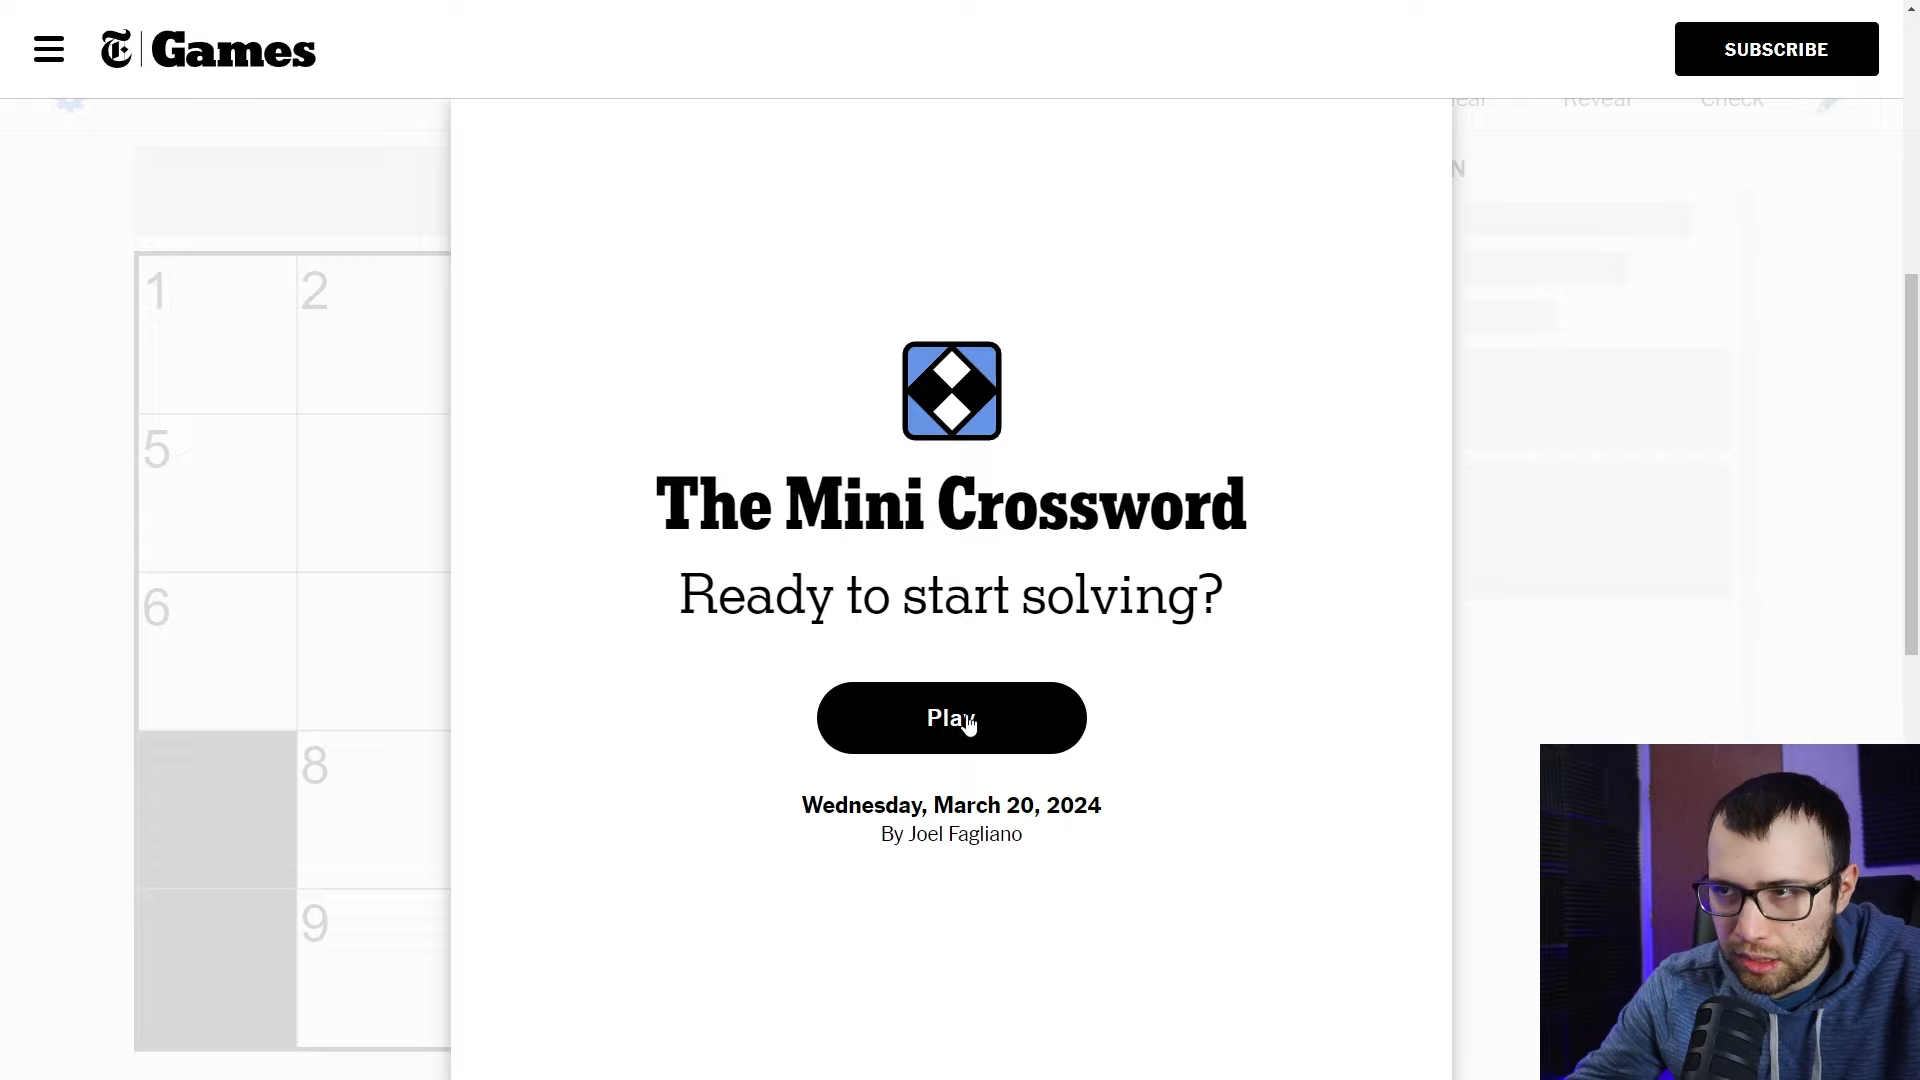 T Games
SUBSCRIBE
Reveal
Check
N
1
2
5
6
8
9
The Mini Crossword
Ready to start solving?
Play
Wednesday, March 20, 2024
By Joel Fagliano